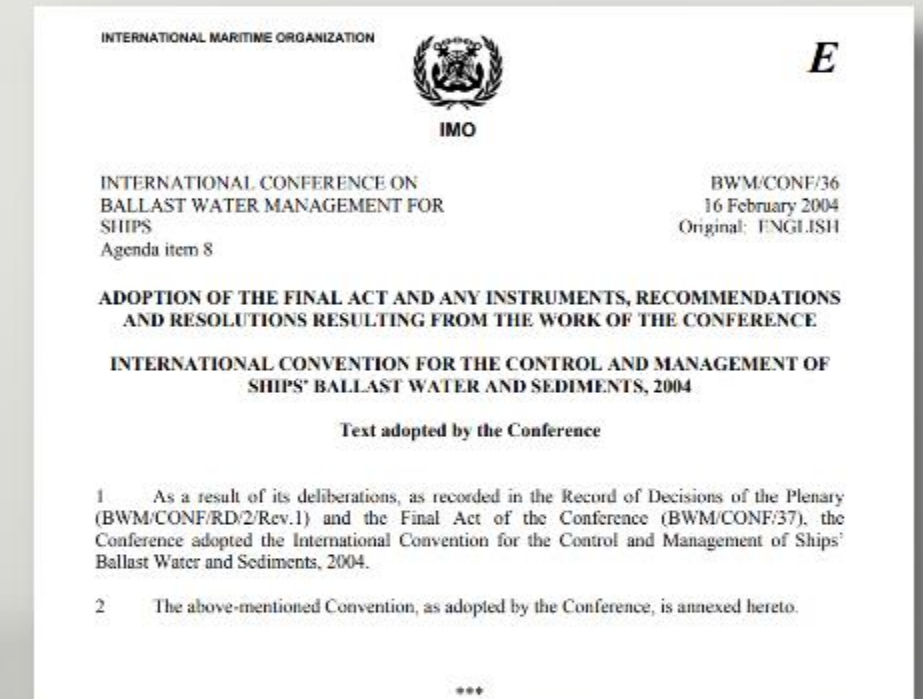 INTERNATIONAL MARITIME ORGANIZATION
E
IMO
INTERNATIONAL CONFERENCE ON
BALLAST WATER MANAGEMENT FOR
SHIPS
Agenda item 8
BWM/CONF/36
16 February 2004
Original: ENGLISH
ADOPTION OF THE FINAL ACT AND ANY INSTRUMENTS, RECOMMENDATIONS
AND RESOLUTIONS RESULTING FROM THE WORK OF THE CONFERENCE
INTERNATIONAL CONVENTION FOR THE CONTROL AND MANAGEMENT OF
SHIPS' BALLAST WATER AND SEDIMENTS, 2004
Text adopted by the Conference
1 As a result of its deliberations, as recorded in the Record of Decisions of the Plenary
(BWM/CONF/RD/2/Rev.1) and the Final Act of the Conference (BWM/CONF/37), the
Conference adopted the International Convention for the Control and Management of Ships'
Ballast Water and Sediments, 2004.
2 The above-mentioned Convention, as adopted by the Conference, is annexed hereto.
***